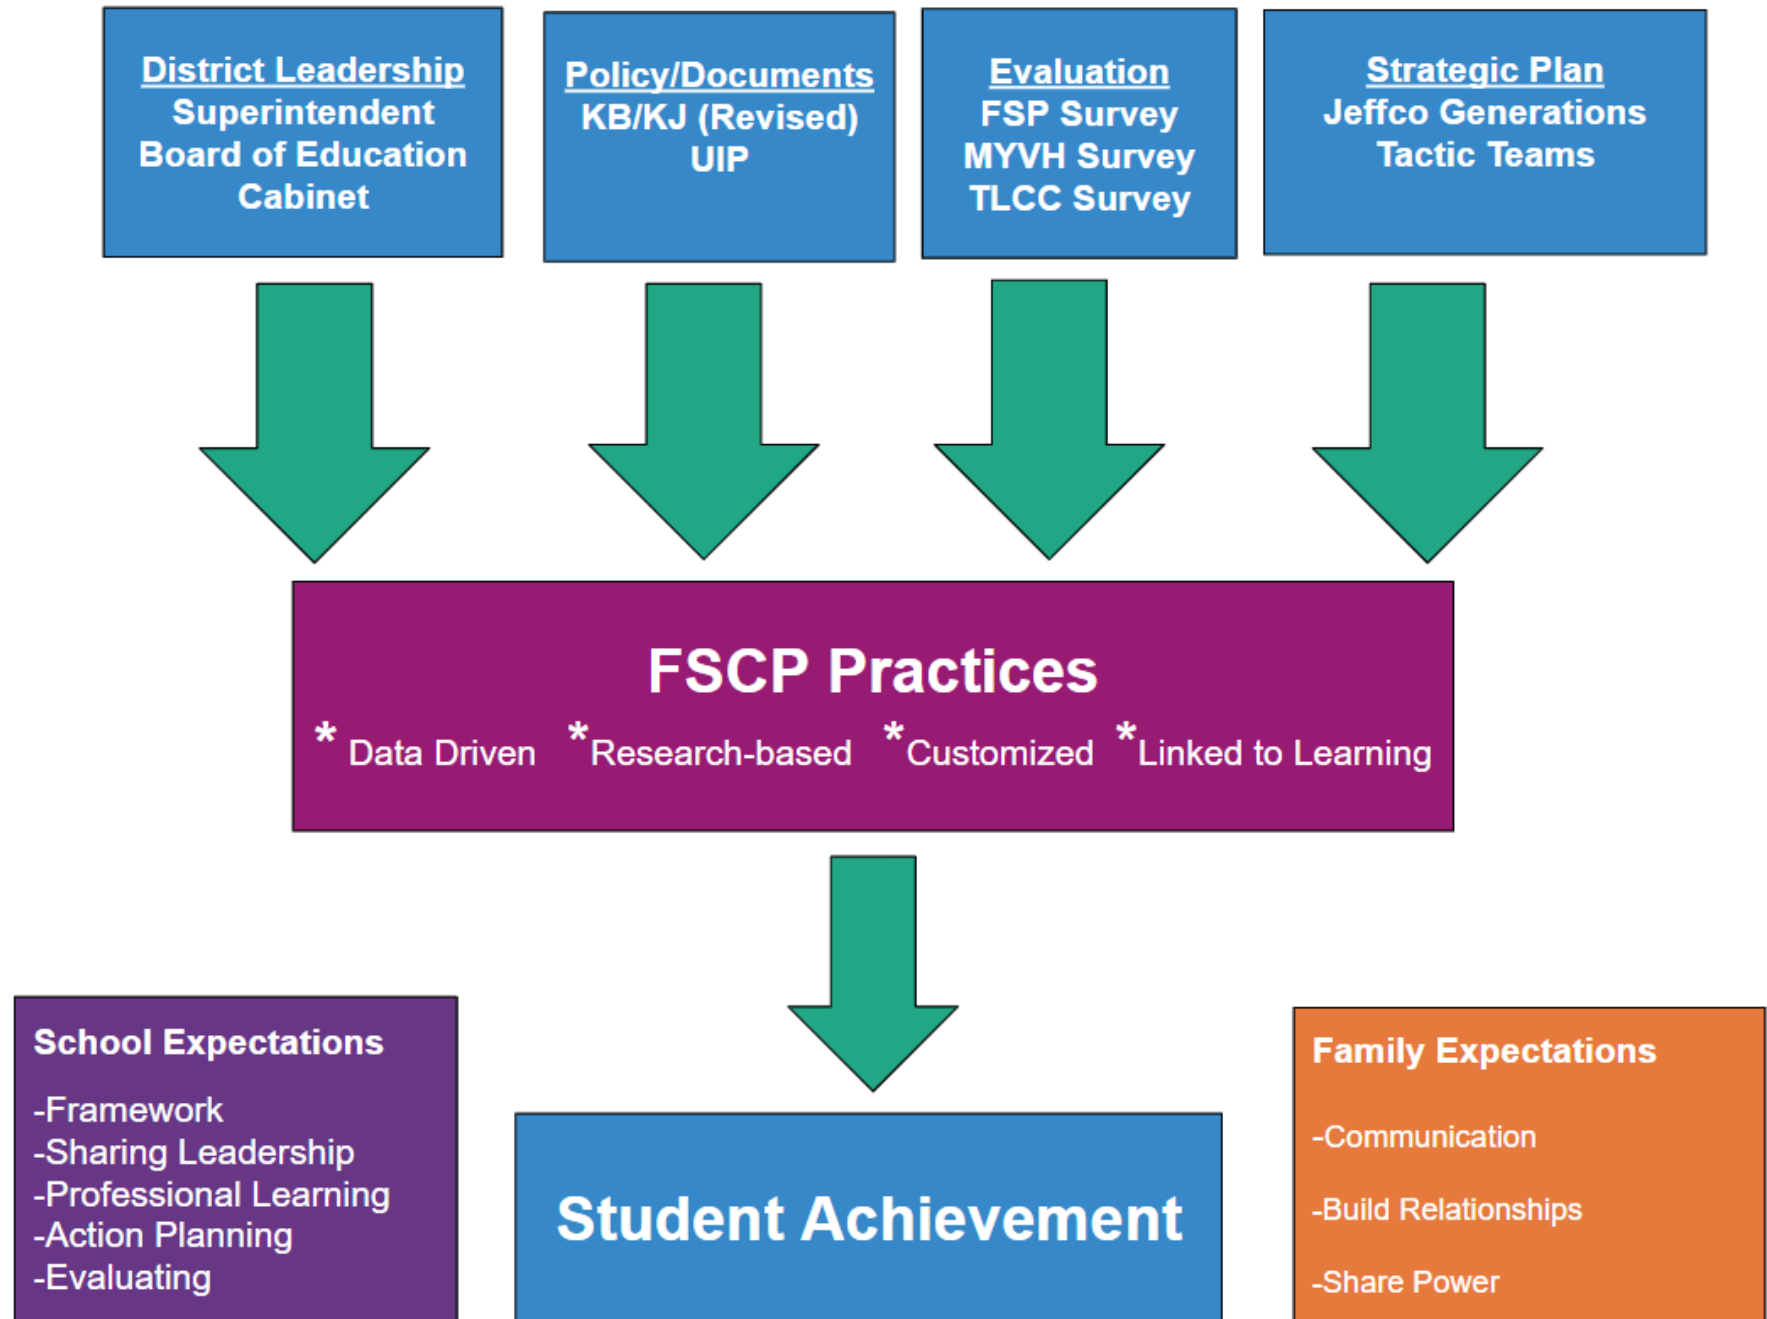 District Leadership
Superintendent
Board of Education
Cabinet
Policy/Documents
KB/KJ (Revised)
UIP
Evaluation
FSP Survey
MYVH Survey
TLCC Survey
Strategic Plan
Jeffco Generations
Tactic Teams
FSCP Practices
* Data Driven *Research-based *Customized *Linked to Learning
School Expectations
-Framework
-Sharing Leadership
-Professional Learning
-Action Planning
-Evaluating
Student Achievement
Family Expectations
-Communication
-Build Relationships
-Share Power